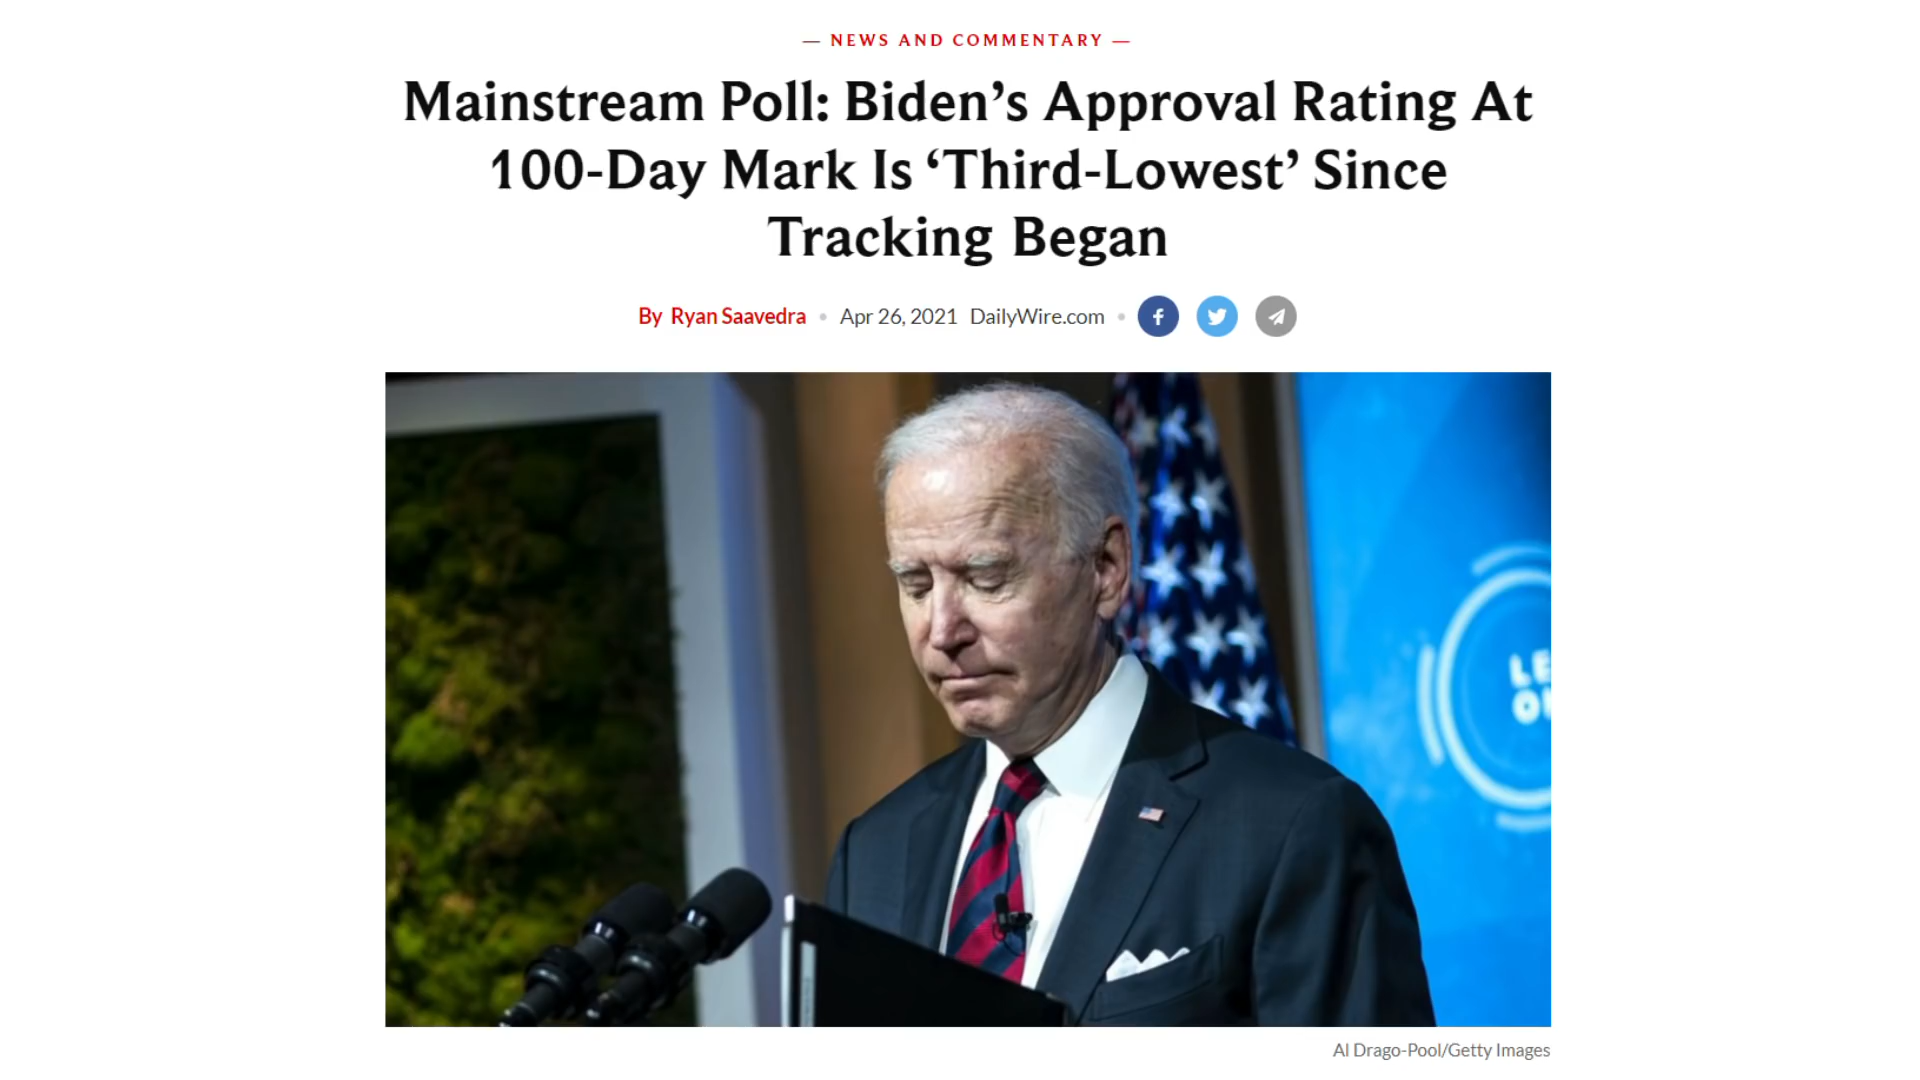 — NEWS AND COMMENTARY —
Mainstream Poll: Biden’s Approval Rating At
100-Day Mark Is ‘Third-Lowest’ Since
Tracking Began
By Ryan Saavedra • Apr 26, 2021 DailyWire.com •
LE
Al Drago-Pool/Getty Images